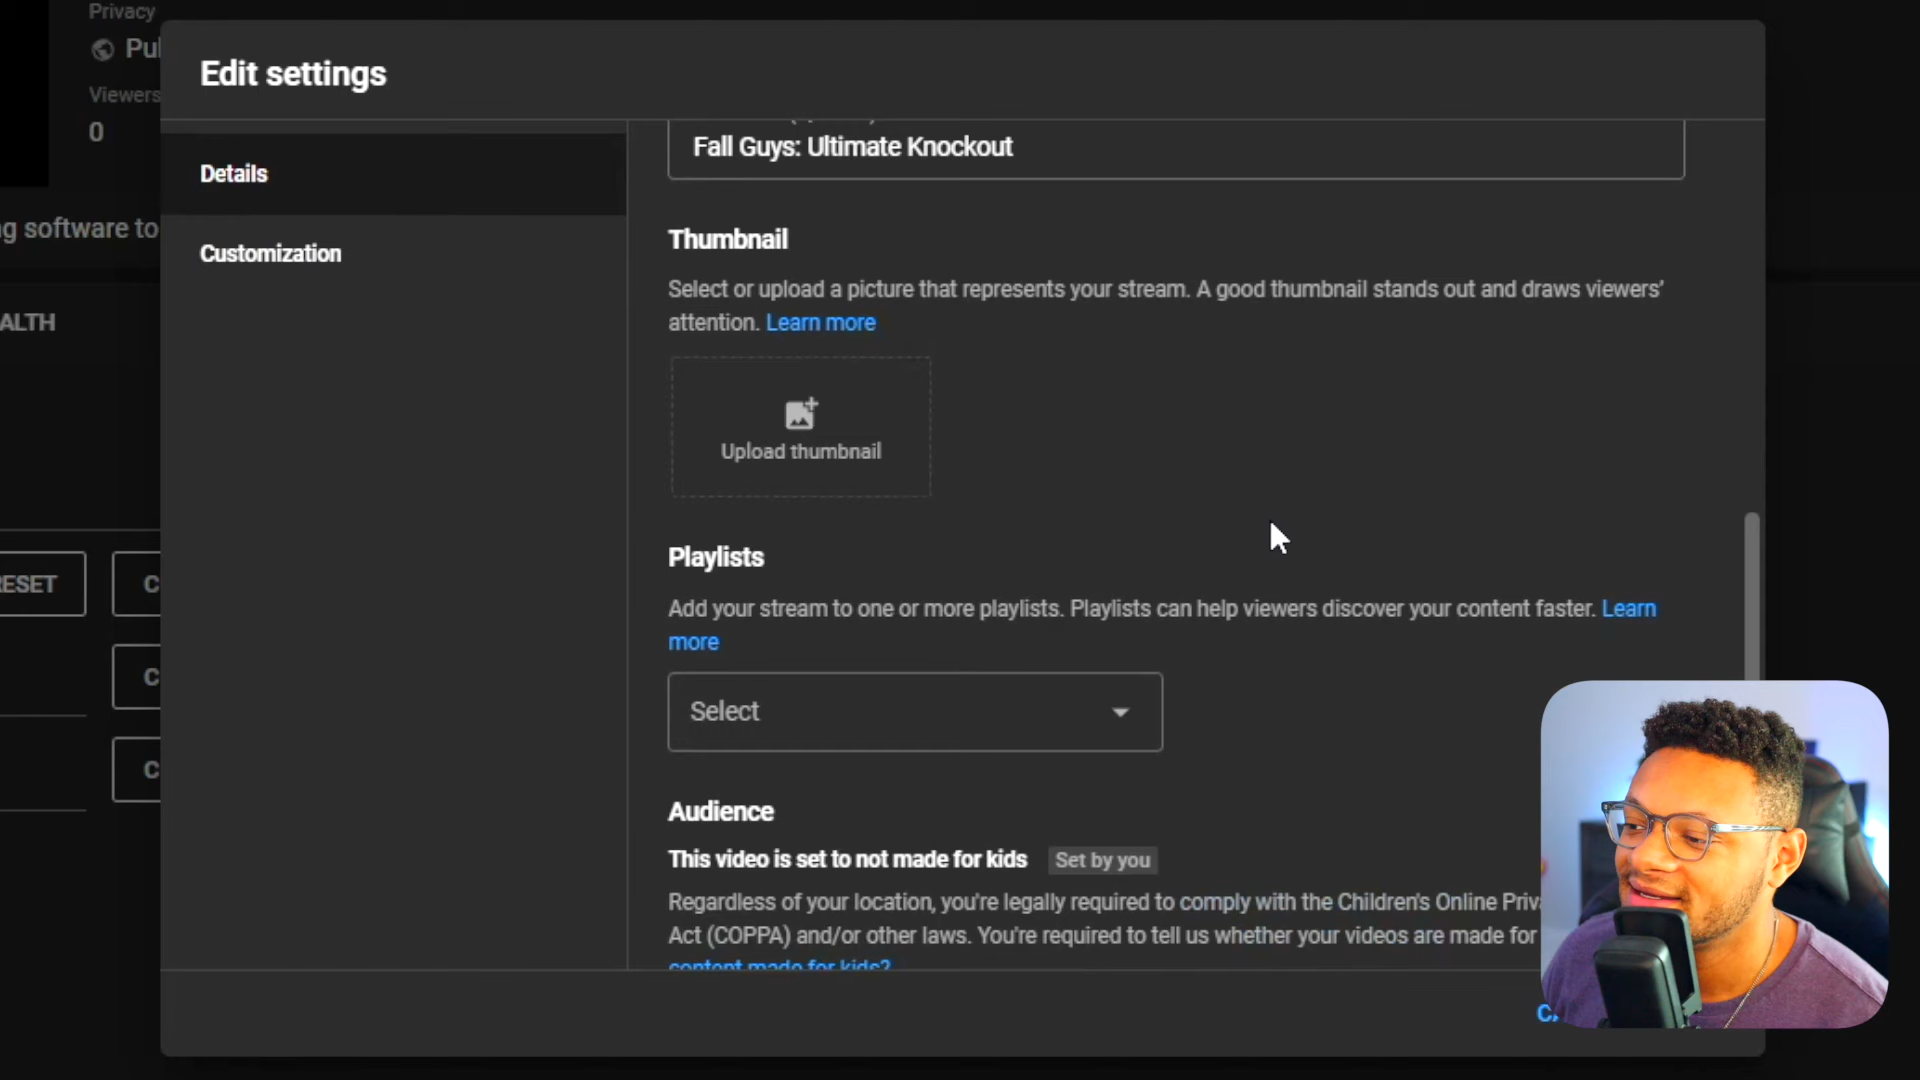 Privacy
Edit settings
Viewers
0
Details
Customization
g software to
ALTH
Fall Guys: Ultimate Knockout
Thumbnail
Select or upload a picture that represents your stream. A good thumbnail stands out and draws viewers'
attention. Learn more
Upload thumbnail
Playlists
Add your stream to one or more playlists. Playlists can help viewers discover your content faster. Learn
more
Select
Audience
This video is set to not made for kids Set by you
Regardless of your location, you're legally required to comply with the Children's Online
Act (COPPA) and/or other laws. You're required to tell us whether your videos are made for
content made for kids?